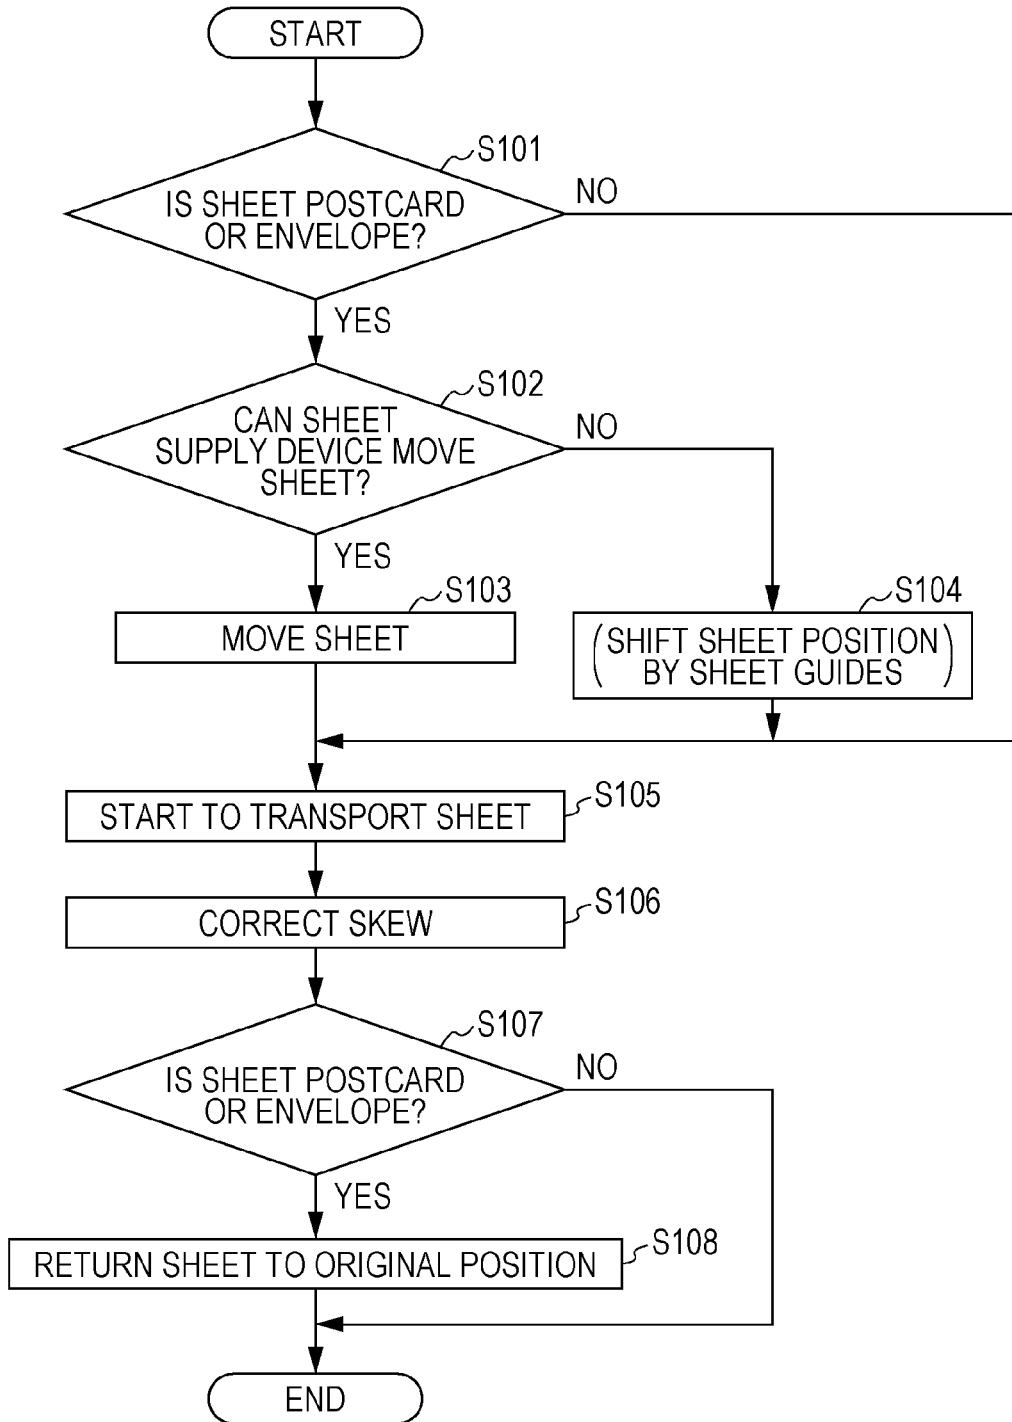 START
S101
IS SHEET POSTCARD
OR ENVELOPE?
NO
YES
S102
CAN SHEET
SUPPLY DEVICE MOVE
SHEET?
NO
YES
S103
MOVE SHEET
S104
(SHIFT SHEET POSITION
BY SHEET GUIDES)
S105
START TO TRANSPORT SHEET
S106
CORRECT SKEW
S107
IS SHEET POSTCARD
OR ENVELOPE?
NO
YES
S108
RETURN SHEET TO ORIGINAL POSITION
END